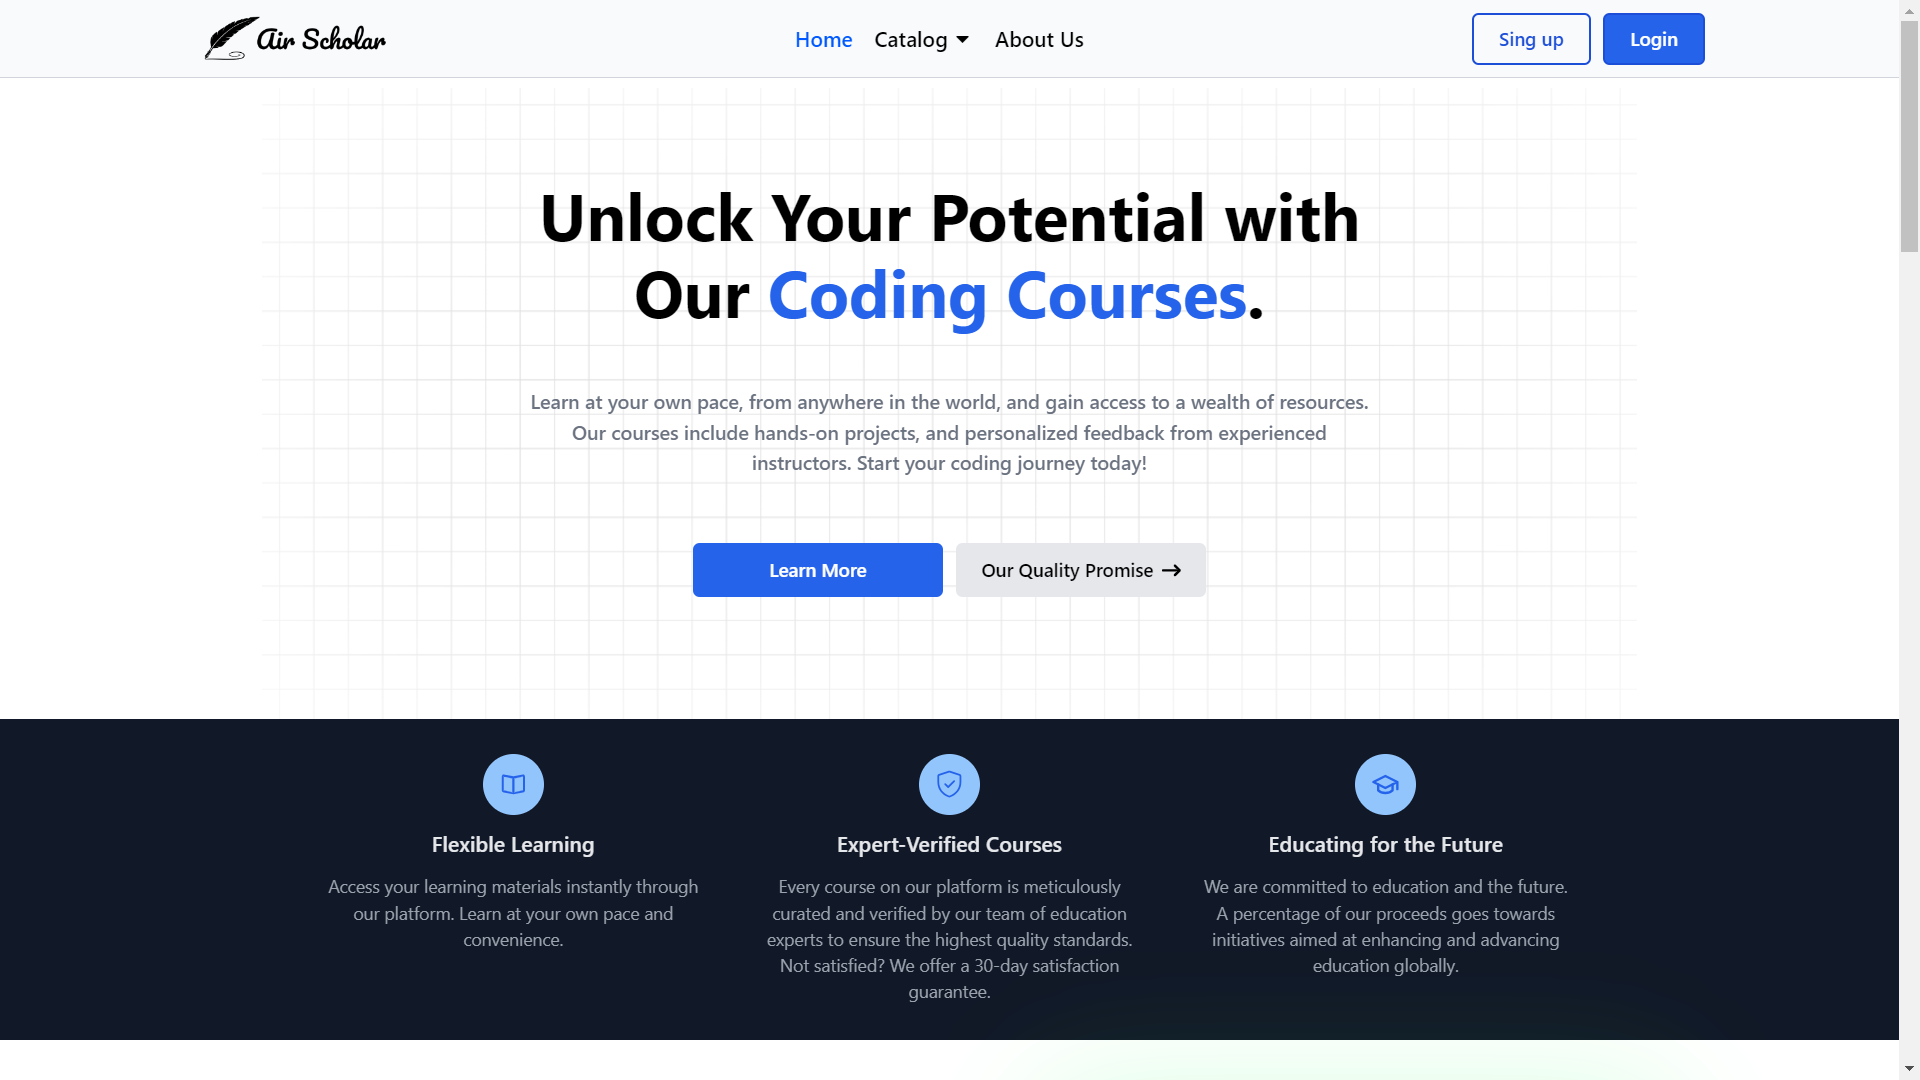 Air Scholar
Home
Catalog
About Us
Sing up
Login
Unlock Your Potential with
Our Coding Courses.
Learn at your own pace, from anywhere in the world, and gain access to a wealth of resources.
Our courses include hands-on projects, and personalized feedback from experienced
instructors. Start your coding journey today!
Learn More
Our Quality Promise →
Flexible Learning
Access your learning materials instantly through
our platform. Learn at your own pace and
convenience.
Expert-Verified Courses
Every course on our platform is meticulously
curated and verified by our team of education
experts to ensure the highest quality standards.
Not satisfied? We offer a 30-day satisfaction
guarantee.
Educating for the Future
We are committed to education and the future.
A percentage of our proceeds goes towards
initiatives aimed at enhancing and advancing
education globally.